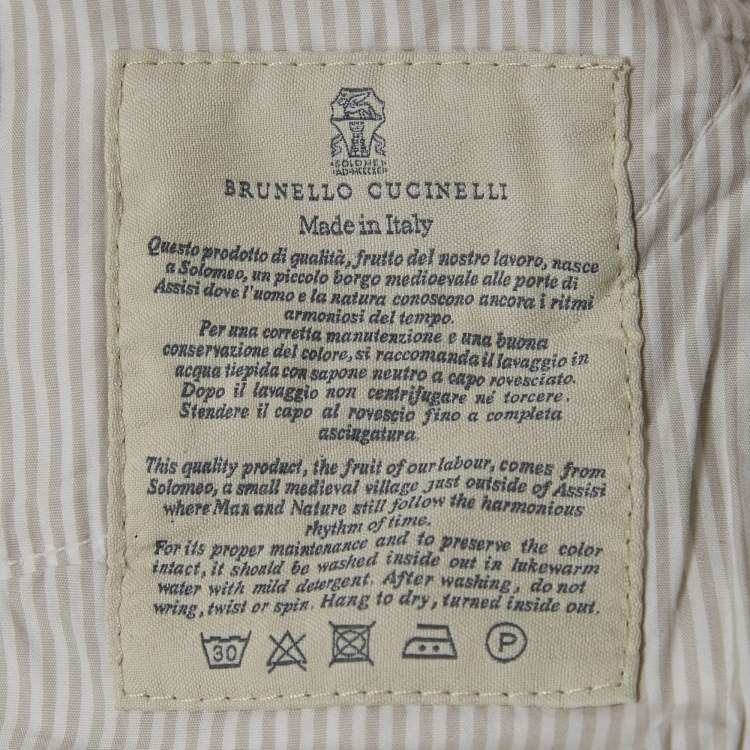 SOLOMEO
BRUNELLO CUCINELLI
Made in Italy
Questo prodotto di qualità, frutto del nostro lavoro, nasce
a Solomeo, un piccolo borgo medioevale alle porte di
Assisi dove l'uomo e la natura conoscono ancora i ritmi
armoniosi del tempo.
Per una corretta manutenzione e una buona
conservazione del colore, si raccomanda il lavaggio in
acqua tiepida con sapone neutro a capo rovesciato.
Dopo il lavaggio non centrifugare né torcere.
Stendere il capo al rovescio fino a completa
asciugatura.
This quality product, the fruit of our labour, comes from
Solomeo, a small medieval village just outside of Assisi
where Man and Nature still follow the harmonious
rhythm of time.
For its proper maintenance and to preserve the color
intact, it should be washed inside out in lukewarm
water with mild detergent. After washing, do not
wring, twist or spin. Hang to dry, turned inside out.
30 P